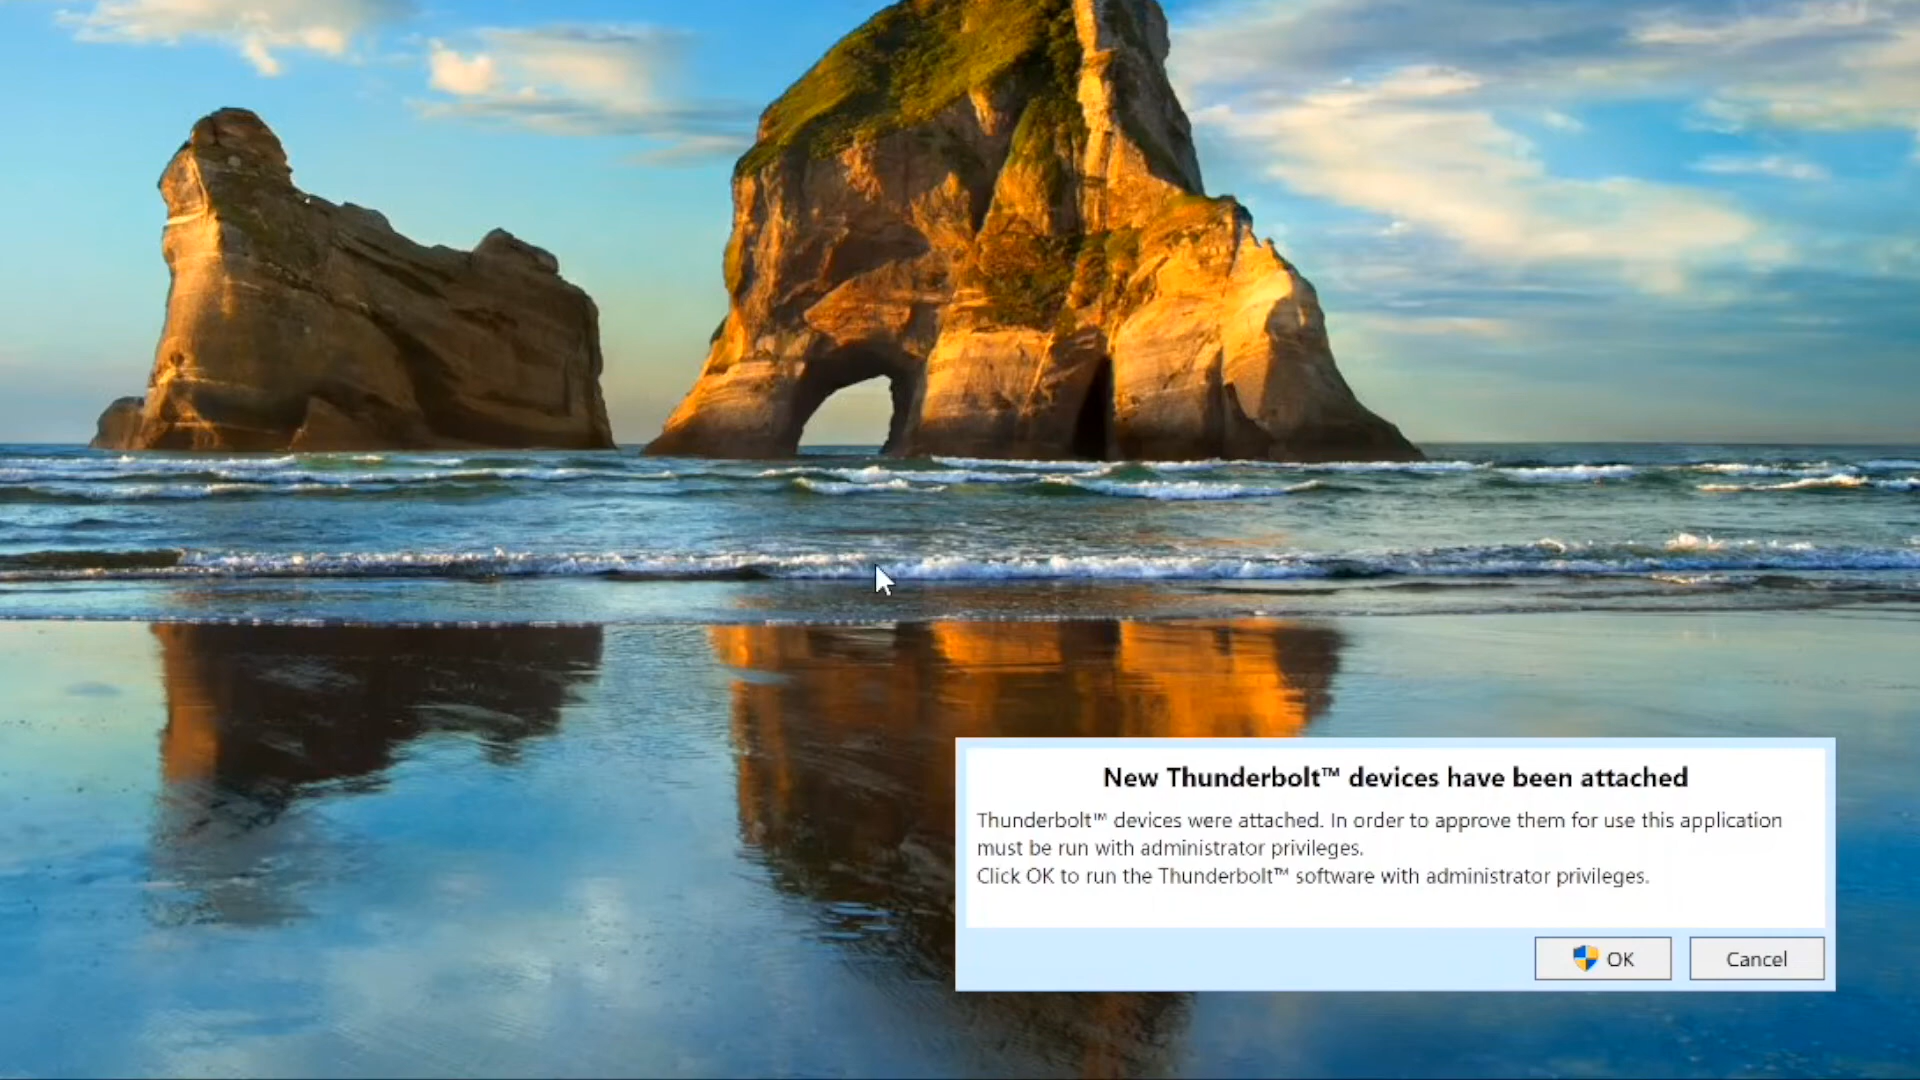 New Thunderbolt™ devices have been attached
Thunderbolt™ devices were attached. In order to approve them for use this application
must be run with administrator privileges.
Click OK to run the Thunderbolt™ software with administrator privileges.
OK
Cancel